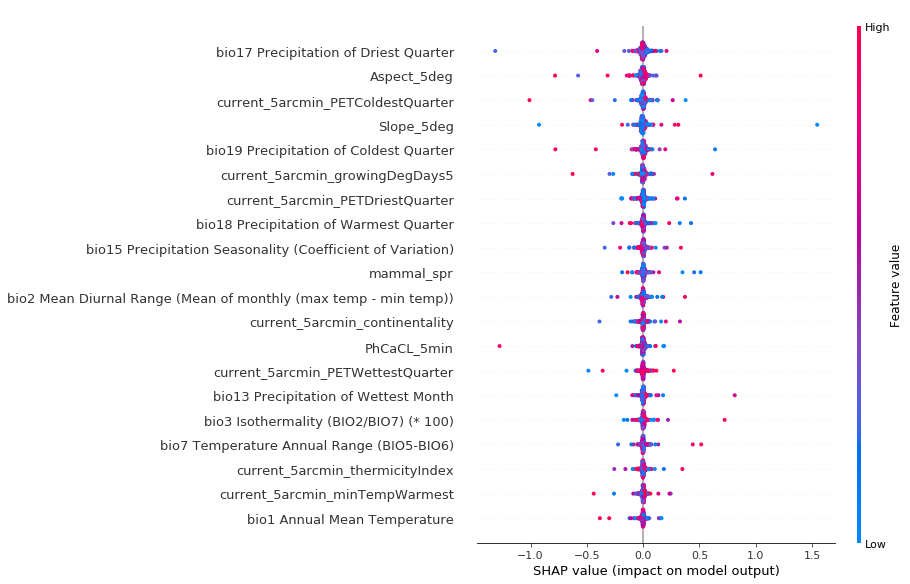 High
bio17 Precipitation of Driest Quarter
Aspect_5deg
current_5arcmin_PETColdestQuarter
Slope_5deg
bio19 Precipitation of Coldest Quarter
current_5arcmin_growingDegDays5
current_5arcmin_PETDriestQuarter
bio18 Precipitation of Warmest Quarter
bio15 Precipitation Seasonality (Coefficient of Variation)
mammal_spr
bio2 Mean Diurnal Range (Mean of monthly (max temp - min temp))
current_5arcmin_continentality
PhCaCL_5min
current_5arcmin_PETWettestQuarter
bio13 Precipitation of Wettest Month
bio3 Isothermality (BIO2/BIO7) (* 100)
bio7 Temperature Annual Range (BIO5-BIO6)
current_5arcmin_thermicityIndex
current_5arcmin_minTempWarmest
bio1 Annual Mean Temperature
Feature value
Low
−1.0 −0.5 0.0 0.5 1.0 1.5
SHAP value (impact on model output)